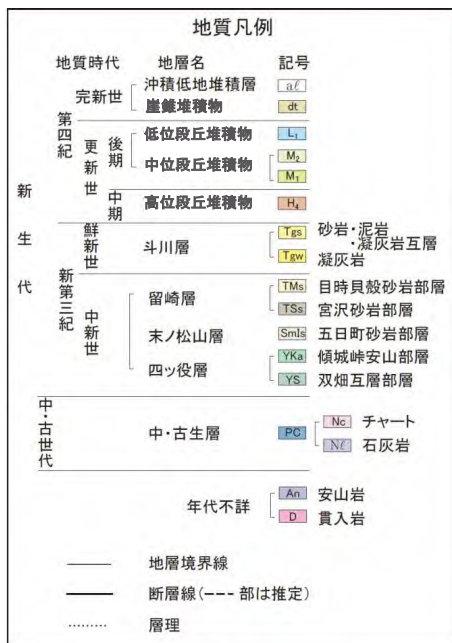 地質凡例
地質時代 地層名 記号
新生代
第四紀
完新世 沖積低地堆積層 aℓ
崖錐堆積物 dt
更新世
後期 低位段丘堆積物 L1
中位段丘堆積物 M2
M1
中期 高位段丘堆積物 H4
新第三紀
鮮新世 斗川層 Tgs 砂岩・泥岩
・凝灰岩互層
Tgw 凝灰岩
中新世
留崎層 TMs 目時貝殻砂岩部層
TSs 宮沢砂岩部層
末ノ松山層 SmIs 五日町砂岩部層
四ッ役層 YKa 傾城峠安山部層
YS 双畑互層部層
中・古世代 中・古生層 PC Nc チャート
Nℓ 石灰岩
年代不詳 An 安山岩
D 貫入岩
地層境界線
断層線(--- 部は推定)
層理